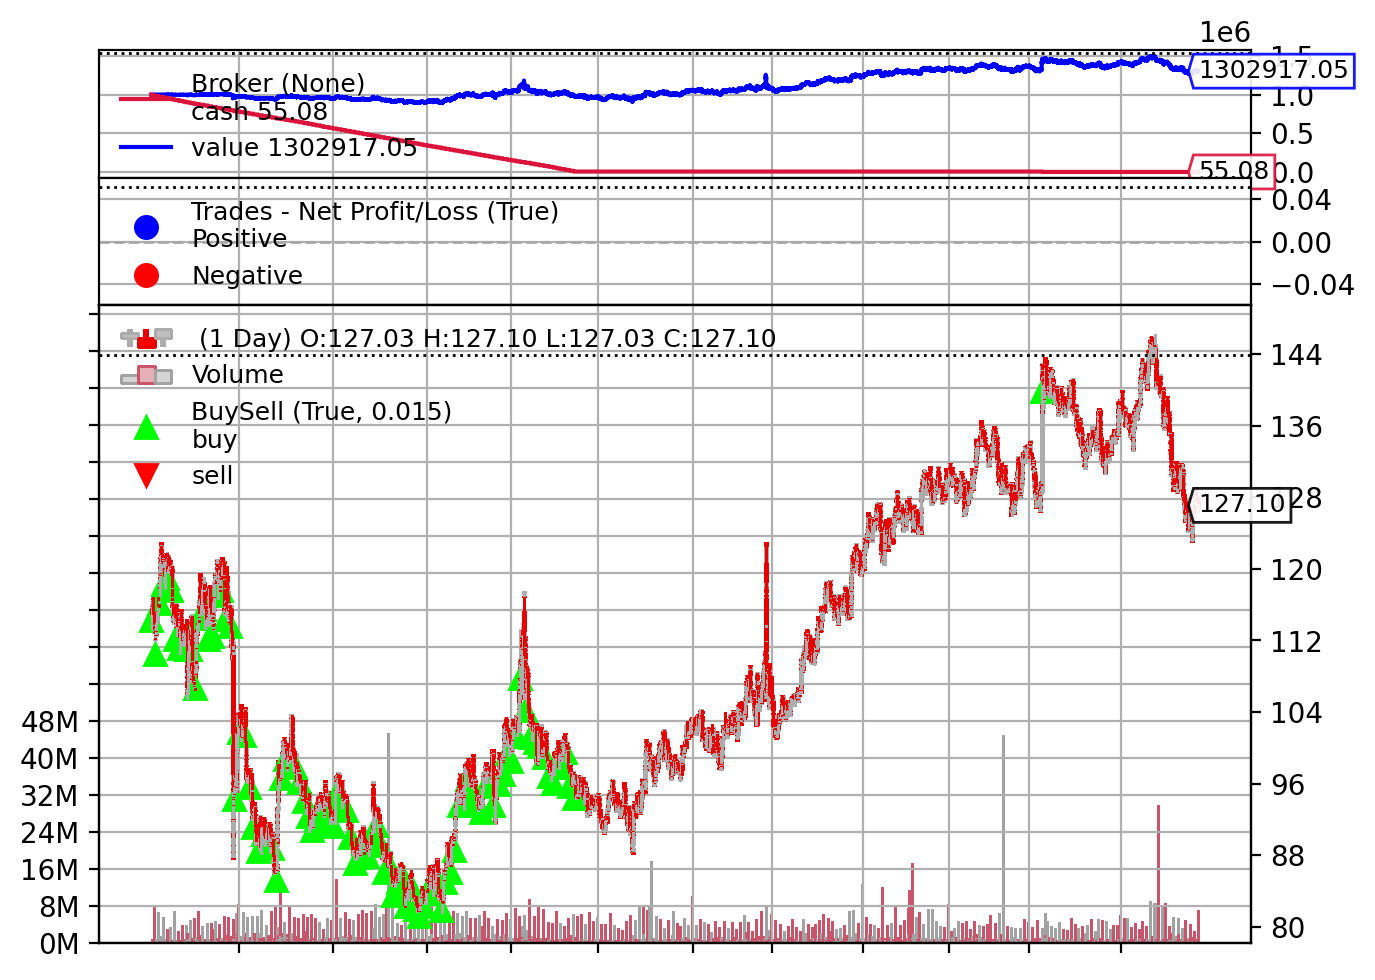 1e6
1.5
1302917.05
Broker (None)
cash 55.08
value 1302917.05
1.0
0.5
0.0
55.08
Trades - Net Profit/Loss (True)
Positive
Negative
0.04
0.00
−0.04
(1 Day) O:127.03 H:127.10 L:127.03 C:127.10
Volume
BuySell (True, 0.015)
buy
sell
144
136
128
127.10
120
112
104
96
88
80
48M
40M
32M
24M
16M
8M
0M